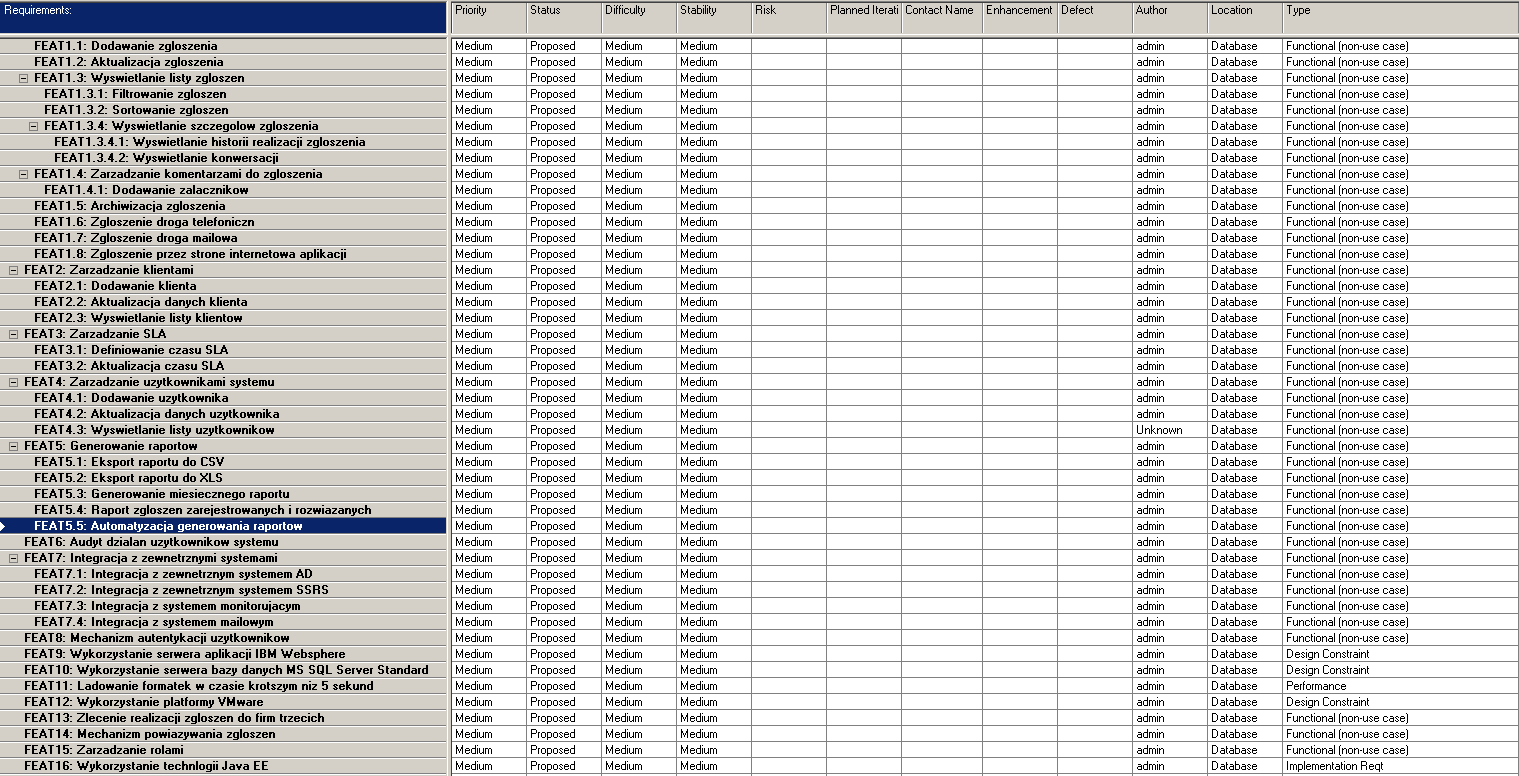 Requirements: Priority Status Difficulty Stability Risk Planned Iterati Contact Name Enhancement Defect Author Location Type
FEAT1.1: Dodawanie zgloszenia Medium Proposed Medium Medium admin Database Functional (non-use case)
FEAT1.2: Aktualizacja zgloszenia Medium Proposed Medium Medium admin Database Functional (non-use case)
FEAT1.3: Wyswietlanie listy zgloszen Medium Proposed Medium Medium admin Database Functional (non-use case)
FEAT1.3.1: Filtrowanie zgloszen Medium Proposed Medium Medium admin Database Functional (non-use case)
FEAT1.3.2: Sortowanie zgloszen Medium Proposed Medium Medium admin Database Functional (non-use case)
FEAT1.3.4: Wyswietlanie szczegolow zgloszenia Medium Proposed Medium Medium admin Database Functional (non-use case)
FEAT1.3.4.1: Wyswietlanie historii realizacji zgloszenia Medium Proposed Medium Medium admin Database Functional (non-use case)
FEAT1.3.4.2: Wyswietlanie konwersacji Medium Proposed Medium Medium admin Database Functional (non-use case)
FEAT1.4: Zarzadzanie komentarzami do zgloszenia Medium Proposed Medium Medium admin Database Functional (non-use case)
FEAT1.4.1: Dodawanie zalacznikow Medium Proposed Medium Medium admin Database Functional (non-use case)
FEAT1.5: Archiwizacja zgloszenia Medium Proposed Medium Medium admin Database Functional (non-use case)
FEAT1.6: Zgloszenie droga telefoniczn Medium Proposed Medium Medium admin Database Functional (non-use case)
FEAT1.7: Zgloszenie droga mailowa Medium Proposed Medium Medium admin Database Functional (non-use case)
FEAT1.8: Zgloszenie przez strone internetowa aplikacji Medium Proposed Medium Medium admin Database Functional (non-use case)
FEAT2: Zarzadzanie klientami Medium Proposed Medium Medium admin Database Functional (non-use case)
FEAT2.1: Dodawanie klienta Medium Proposed Medium Medium admin Database Functional (non-use case)
FEAT2.2: Aktualizacja danych klienta Medium Proposed Medium Medium admin Database Functional (non-use case)
FEAT2.3: Wyswietlanie listy klientow Medium Proposed Medium Medium admin Database Functional (non-use case)
FEAT3: Zarzadzanie SLA Medium Proposed Medium Medium admin Database Functional (non-use case)
FEAT3.1: Definiowanie czasu SLA Medium Proposed Medium Medium admin Database Functional (non-use case)
FEAT3.2: Aktualizacja czasu SLA Medium Proposed Medium Medium admin Database Functional (non-use case)
FEAT4: Zarzadzanie uzytkownikami systemu Medium Proposed Medium Medium admin Database Functional (non-use case)
FEAT4.1: Dodawanie uzytkownika Medium Proposed Medium Medium admin Database Functional (non-use case)
FEAT4.2: Aktualizacja danych uzytkownika Medium Proposed Medium Medium admin Database Functional (non-use case)
FEAT4.3: Wyswietlanie listy uzytkownikow Medium Proposed Medium Medium Unknown Database Functional (non-use case)
FEAT5: Generowanie raportow Medium Proposed Medium Medium admin Database Functional (non-use case)
FEAT5.1: Eksport raportu do CSV Medium Proposed Medium Medium admin Database Functional (non-use case)
FEAT5.2: Eksport raportu do XLS Medium Proposed Medium Medium admin Database Functional (non-use case)
FEAT5.3: Generowanie miesiecznego raportu Medium Proposed Medium Medium admin Database Functional (non-use case)
FEAT5.4: Raport zgloszen zarejestrowanych i rozwiazanych Medium Proposed Medium Medium admin Database Functional (non-use case)
FEAT5.5: Automatyzacja generowania raportow Medium Proposed Medium Medium admin Database Functional (non-use case)
FEAT6: Audyt dzialan uzytkownikow systemu Medium Proposed Medium Medium admin Database Functional (non-use case)
FEAT7: Integracja z zewnetrznymi systemami Medium Proposed Medium Medium admin Database Functional (non-use case)
FEAT7.1: Integracja z zewnetrznym systemem AD Medium Proposed Medium Medium admin Database Functional (non-use case)
FEAT7.2: Integracja z zewnetrznym systemem SSRS Medium Proposed Medium Medium admin Database Functional (non-use case)
FEAT7.3: Integracja z systemem monitorujacym Medium Proposed Medium Medium admin Database Functional (non-use case)
FEAT7.4: Integracja z systemem mailowym Medium Proposed Medium Medium admin Database Functional (non-use case)
FEAT8: Mechanizm autentykacji uzytkownikow Medium Proposed Medium Medium admin Database Functional (non-use case)
FEAT9: Wykorzystanie serwera aplikacji IBM Websphere Medium Proposed Medium Medium admin Database Design Constraint
FEAT10: Wykorzystanie serwera bazy danych MS SQL Server Standard Medium Proposed Medium Medium admin Database Design Constraint
FEAT11: Ladowanie formatek w czasie krotszym niz 5 sekund Medium Proposed Medium Medium admin Database Performance
FEAT12: Wykorzystanie platformy VMware Medium Proposed Medium Medium admin Database Design Constraint
FEAT13: Zlecenie realizacji zgloszen do firm trzecich Medium Proposed Medium Medium admin Database Functional (non-use case)
FEAT14: Mechanizm powiazywania zgloszen Medium Proposed Medium Medium admin Database Functional (non-use case)
FEAT15: Zarzadzanie rolami Medium Proposed Medium Medium admin Database Functional (non-use case)
FEAT16: Wykorzystanie technlogii Java EE Medium Proposed Medium Medium admin Database Implementation Reqt